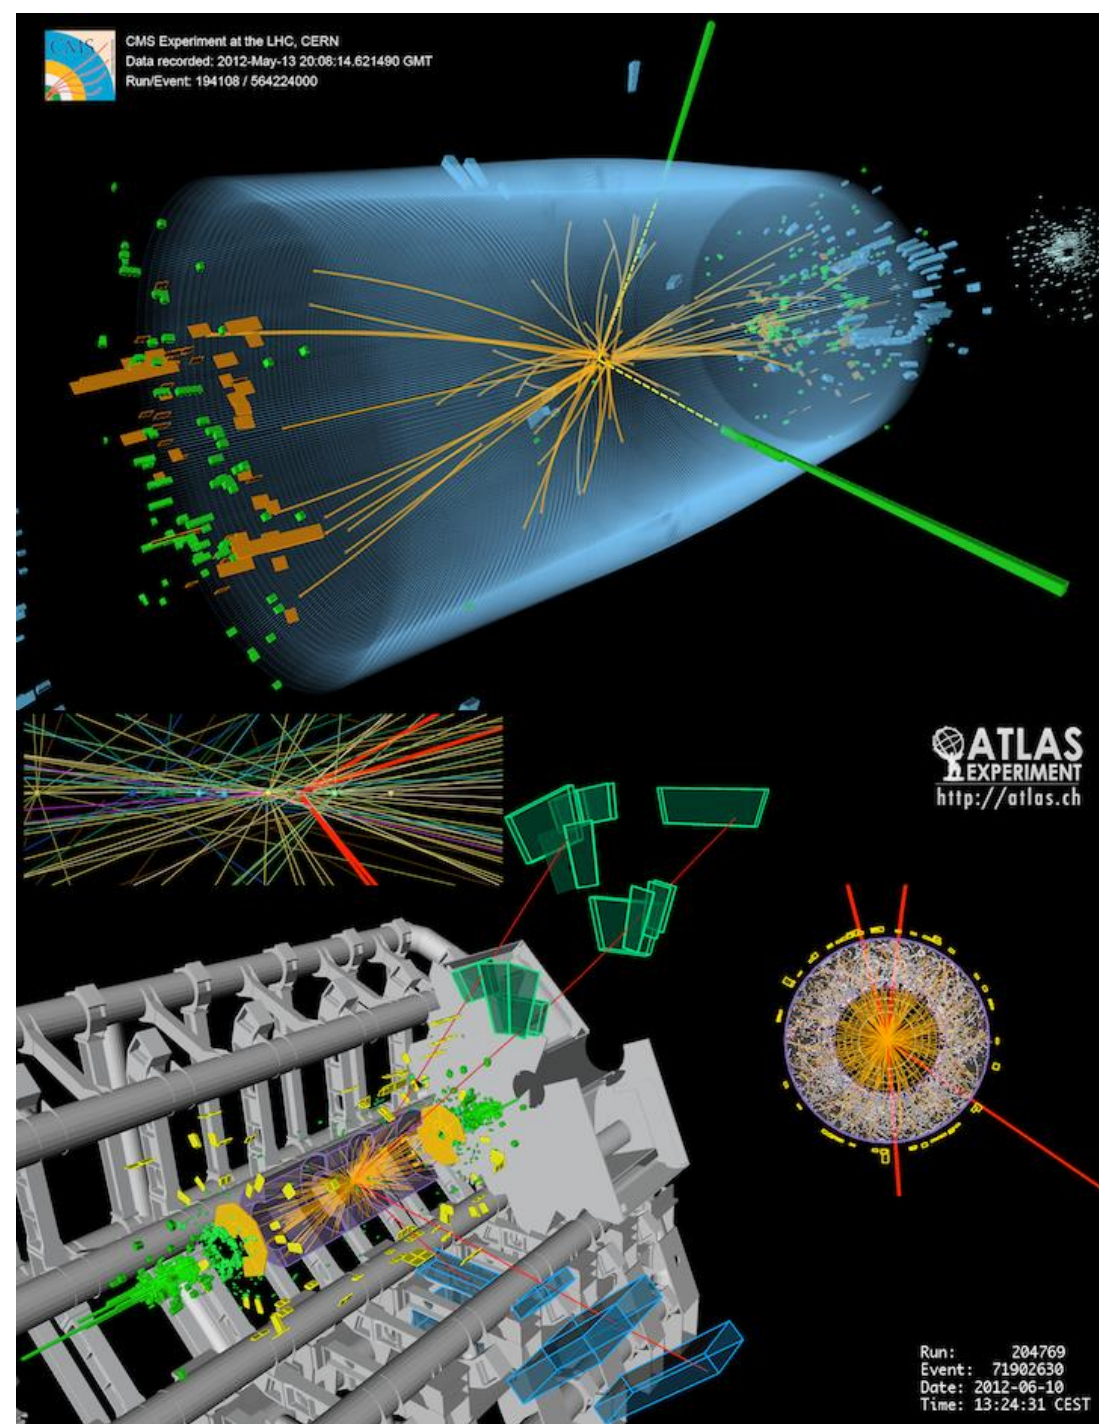 CMS
CMS Experiment at the LHC, CERN
Data recorded: 2012-May-13 20:08:14.621490 GMT
Run/Event: 194108 / 564224000
ATLAS
EXPERIMENT
http://atlas.ch
Run: 204769
Event: 71902630
Date: 2012-06-10
Time: 13:24:31 CEST